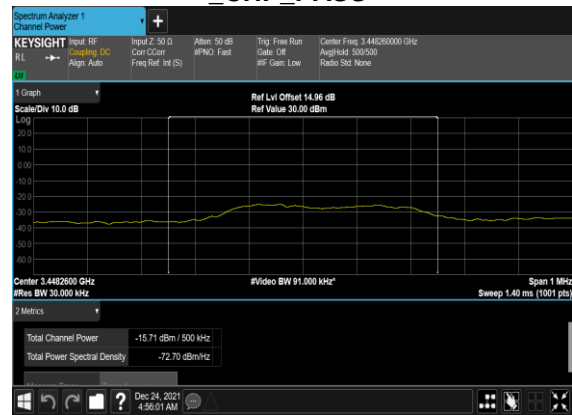 Spectrum Analyzer 1
Channel Power
+
KEYSIGHT Input: RF Input Z: 50 Ω Atten: 50 dB Trig: Free Run Center Freq: 3.448260000 GHz
RL Coupling: DC Corr CCorr #PNO: Fast Gate: Off Avg|Hold: 500/500
Align: Auto Freq Ref: Int (S) #IF Gain: Low Radio Std: None
1 Graph Ref Lvl Offset 14.96 dB
Scale/Div 10.0 dB Ref Value 30.00 dBm
Log
20.0
10.0
0.00
-10.0
-20.0
-30.0
-40.0
-50.0
-60.0
Center 3.4482600 GHz #Video BW 91.000 kHz* Span 1 MHz
#Res BW 30.000 kHz Sweep 1.40 ms (1001 pts)
2 Metrics
Total Channel Power -15.71 dBm / 500 kHz
Total Power Spectral Density -72.70 dBm/Hz
? Dec 24, 2021
4:56:01 AM